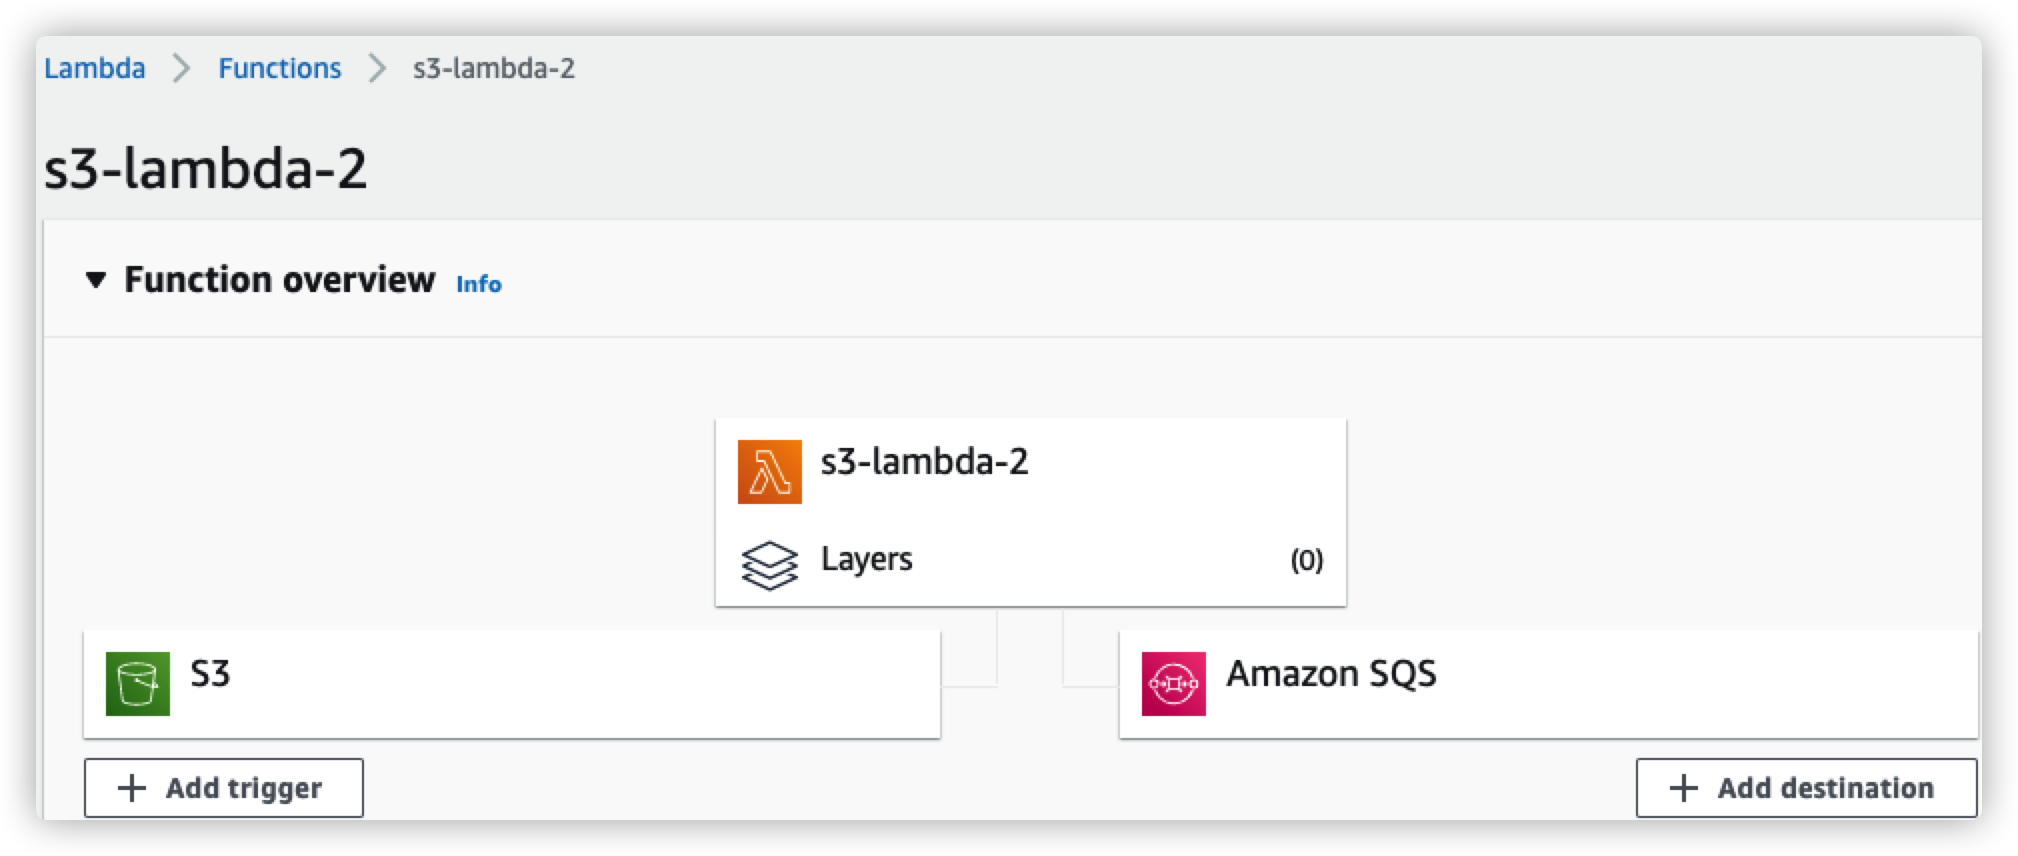 Lambda > Functions > s3-lambda-2
s3-lambda-2
▼ Function overview Info
s3-lambda-2
Layers (0)
S3
Amazon SQS
+ Add trigger
+ Add destination